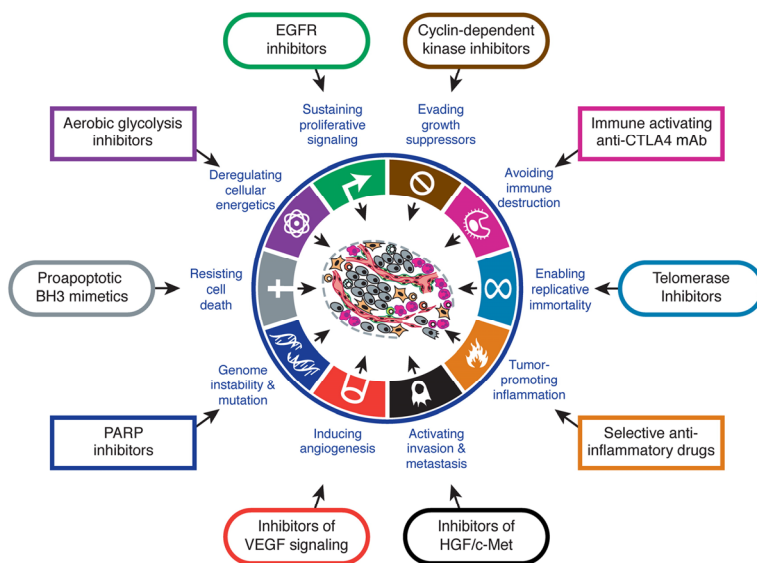 EGFR
inhibitors
Cyclin-dependent
kinase inhibitors
Sustaining
proliferative
signaling
Evading
growth
suppressors
Aerobic glycolysis
inhibitors
Immune activating
anti-CTLA4 mAb
Deregulating
cellular
energetics
Avoiding
immune
destruction
Proapoptotic
BH3 mimetics
Resisting
cell
death
Enabling
replicative
immortality
Telomerase
Inhibitors
Genome
instability &
mutation
Tumor-
promoting
inflammation
PARP
inhibitors
Inducing
angiogenesis
Activating
invasion &
metastasis
Selective anti-
inflammatory drugs
Inhibitors of
VEGF signaling
Inhibitors of
HGF/c-Met